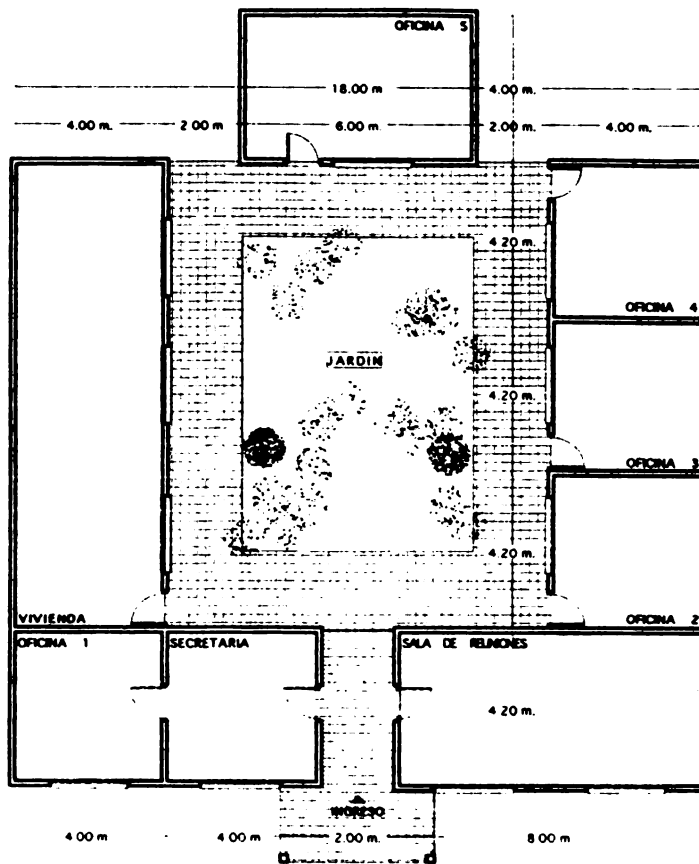 OFICINA 5
18.00 m 4.00 m.
4.00 m. 2.00 m 6.00 m. 2.00 m. 4.00 m.
4.20 m.
OFICINA 4
JARDIN
4.20 m.
OFICINA 3
4.20 m.
VIVIENDA OFICINA 2
OFICINA 1 SECRETARIA SALA DE REUNIONES
4.20 m.
INGRESO
4.00 m 4.00 m 2.00 m. 8.00 m